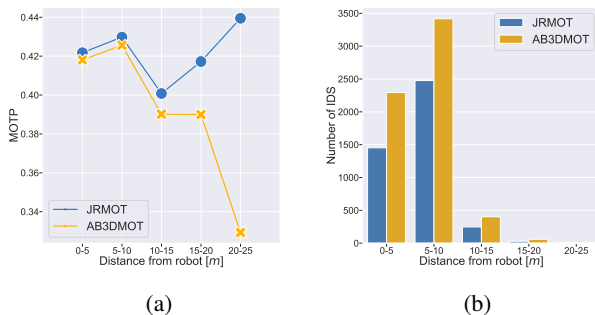 0.44
0.42
0.40
0.38
0.36
0.34
MOTP
JRMOT
AB3DMOT
0-5 5-10 10-15 15-20 20-25
Distance from robot [m]
(a)
3500
3000
2500
2000
1500
1000
500
0
Number of IDS
JRMOT
AB3DMOT
0-5 5-10 10-15 15-20 20-25
Distance from robot [m]
(b)